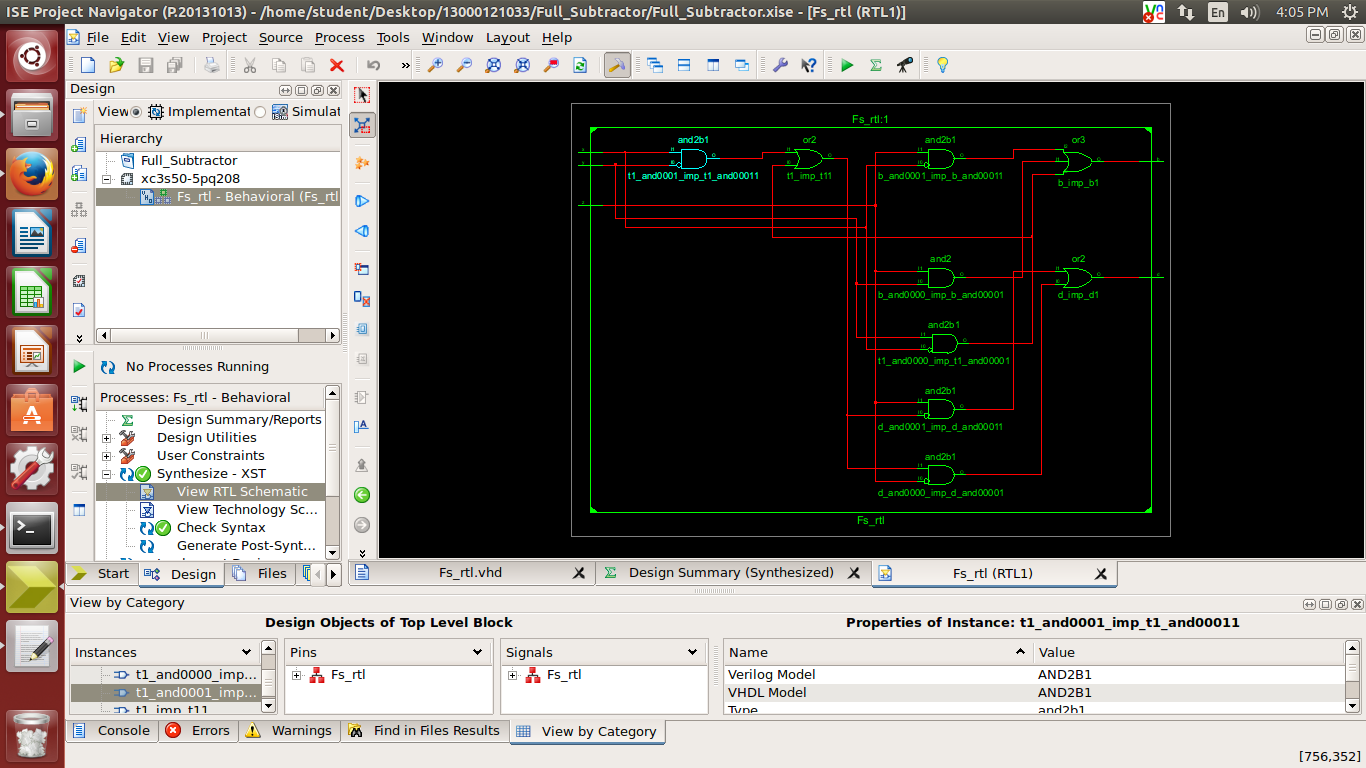 ISE Project Navigator (P.20131013) - /home/student/Desktop/13000121033/Full_Subtractor/Full_Subtractor.xise - [Fs_rtl (RTL1)]
En
4:05 PM
File Edit View Project Source Process Tools Window Layout Help
Design
View Implementat Simulat
Hierarchy
Full_Subtractor
xc3s50-5pq208
Fs_rtl - Behavioral (Fs_rtl
No Processes Running
Processes: Fs_rtl - Behavioral
Design Summary/Reports
Design Utilities
User Constraints
Synthesize - XST
View RTL Schematic
View Technology Sc...
Check Syntax
Generate Post-Synt...
Start
Design
Files
Fs_rtl:1
and2b1
t1_and0001_imp_t1_and00011
or2
t1_imp_t11
and2b1
b_and0001_imp_b_and00011
or3
b_imp_b1
and2
b_and0000_imp_b_and00001
or2
d_imp_d1
and2b1
t1_and0000_imp_t1_and00001
and2b1
d_and0001_imp_d_and00011
and2b1
d_and0000_imp_d_and00001
Fs_rtl
Fs_rtl.vhd
Design Summary (Synthesized)
Fs_rtl (RTL1)
View by Category
Design Objects of Top Level Block
Properties of Instance: t1_and0001_imp_t1_and00011
Instances
t1_and0000_imp...
t1_and0001_imp...
t1_imp_t11
Pins
Fs_rtl
Signals
Fs_rtl
Name Value
Verilog Model AND2B1
VHDL Model AND2B1
Type and2b1
Console
Errors
Warnings
Find in Files Results
View by Category
[756,352]